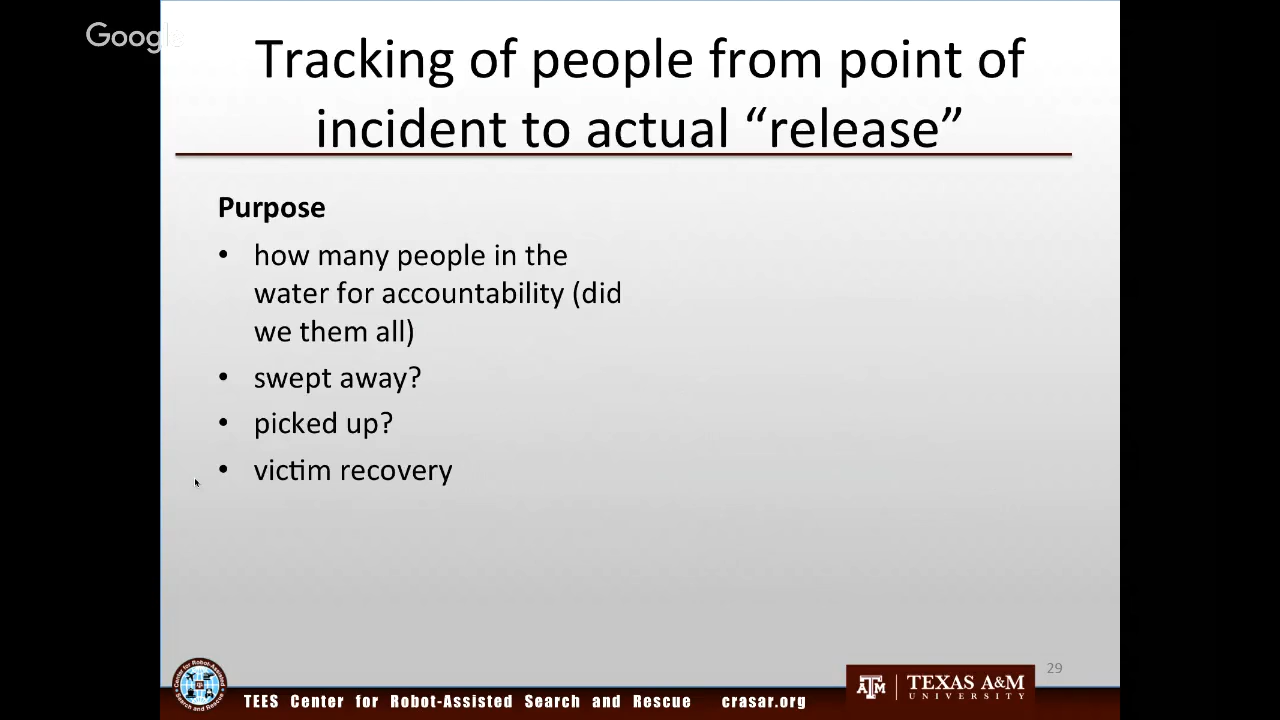 Google
Tracking of people from point of
incident to actual “release”
Purpose
• how many people in the
water for accountability (did
we them all)
• swept away?
• picked up?
• victim recovery
29
TEES Center for Robot-Assisted Search and Rescue crasar.org
ATM
TEXAS A&M
UNIVERSITY